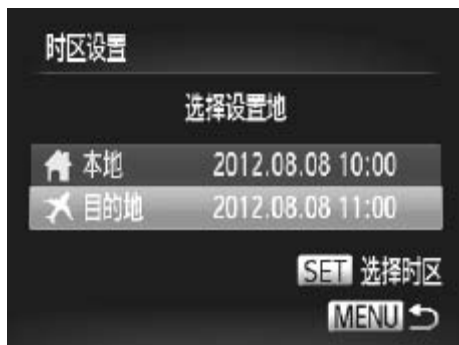 时区设置
选择设置地
本地 2012.08.08 10:00
目的地 2012.08.08 11:00
SET 选择时区
MENU